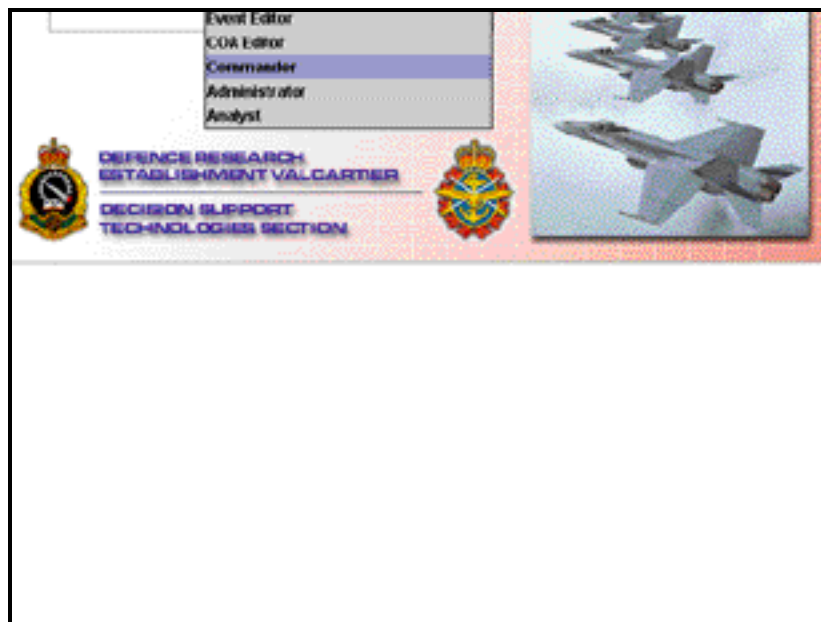 Event Editor
COA Editor
Commander
Administrator
Analyst
DEFENCE RESEARCH
ESTABLISHMENT VALCARTIER
DECISION SUPPORT
TECHNOLOGIES SECTION